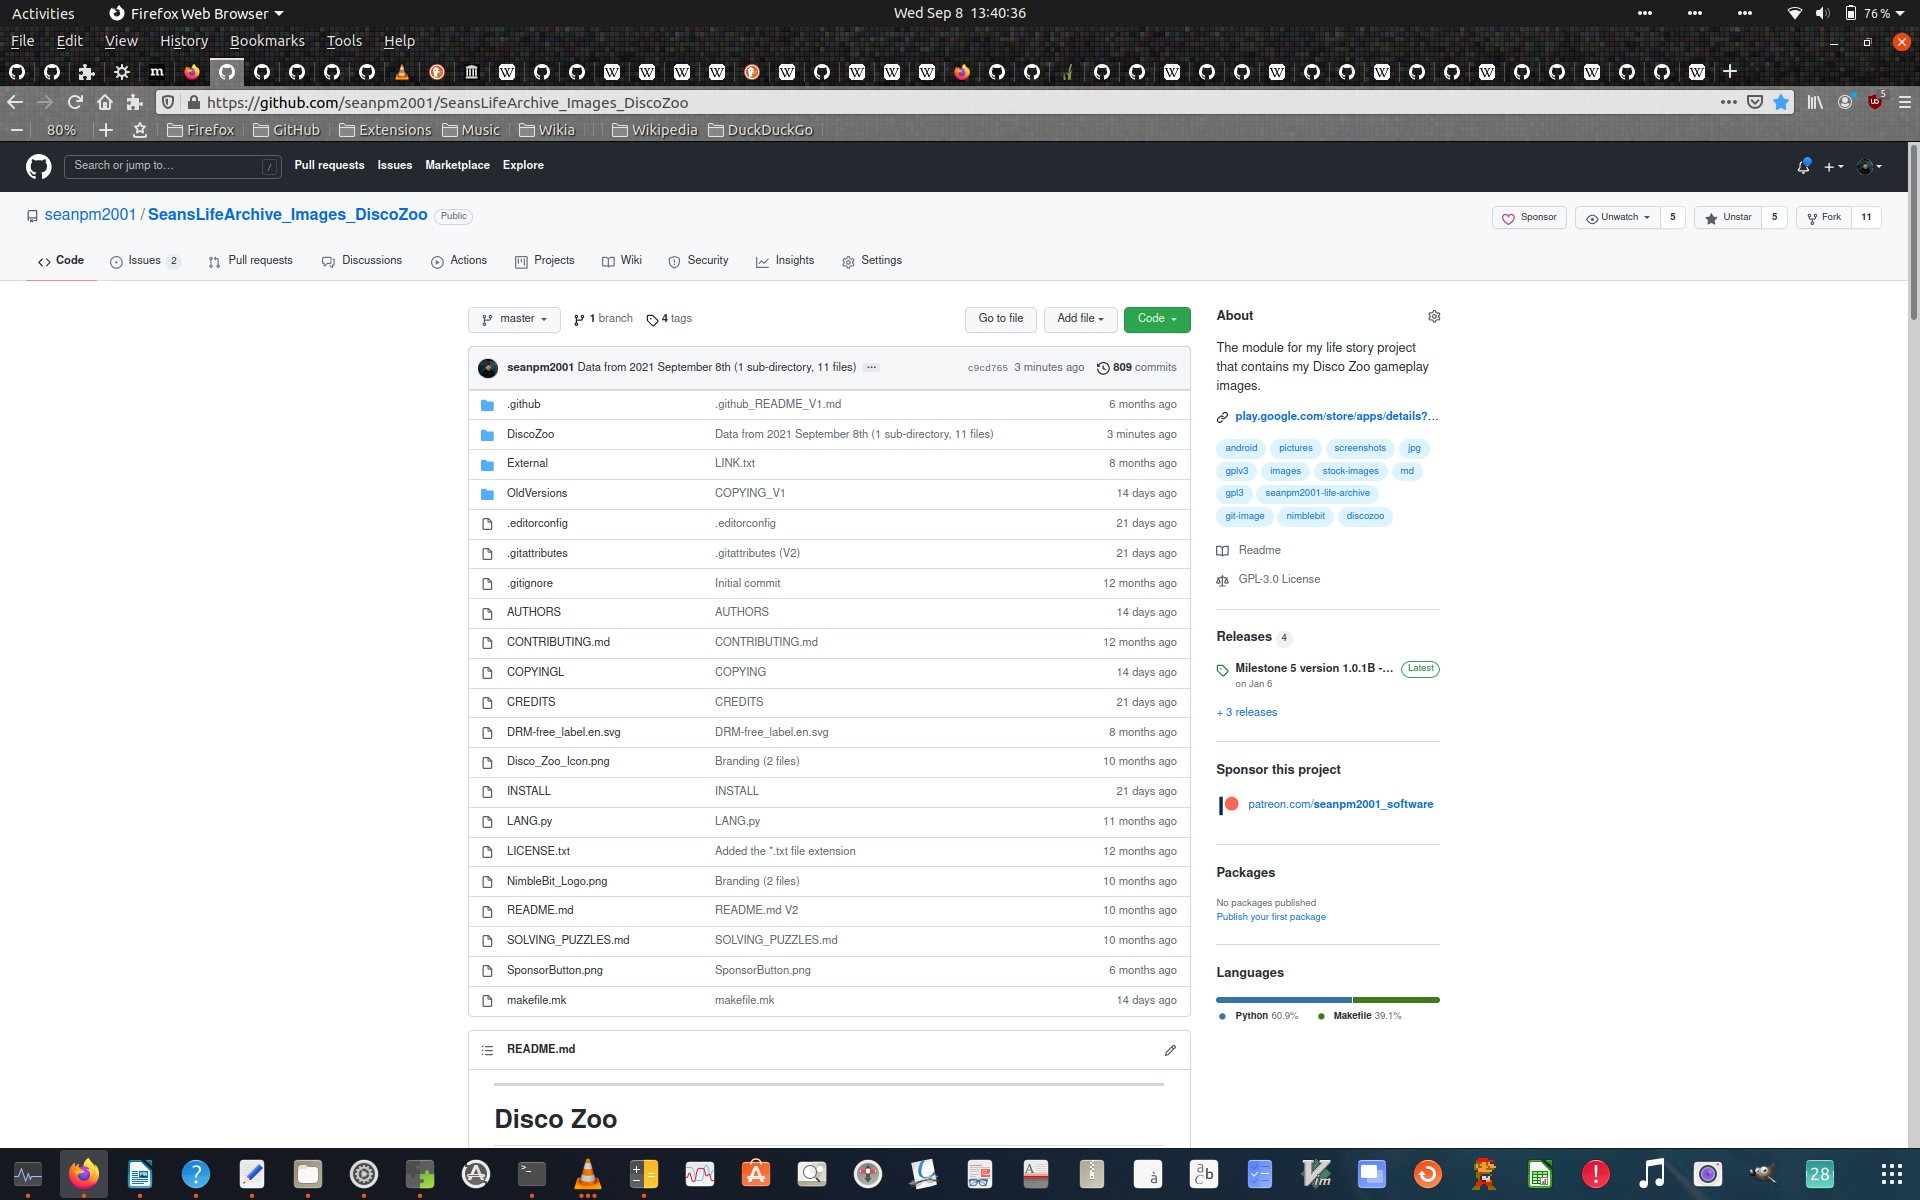 Activities Firefox Web Browser Wed Sep 8 13:40:36 76 %
File Edit View History Bookmarks Tools Help
https://github.com/seanpm2001/SeansLifeArchive_Images_DiscoZoo
80% Firefox GitHub Extensions Music Wikia Wikipedia DuckDuckGo
Search or jump to… / Pull requests Issues Marketplace Explore
seanpm2001 / SeansLifeArchive_Images_DiscoZoo Public Sponsor Unwatch 5 Unstar 5 Fork 11
Code Issues 2 Pull requests Discussions Actions Projects Wiki Security Insights Settings
master 1 branch 4 tags Go to file Add file Code
seanpm2001 Data from 2021 September 8th (1 sub-directory, 11 files) ... c9cd765 3 minutes ago 809 commits
.github .github_README_V1.md 6 months ago
DiscoZoo Data from 2021 September 8th (1 sub-directory, 11 files) 3 minutes ago
External LINK.txt 8 months ago
OldVersions COPYING_V1 14 days ago
.editorconfig .editorconfig 21 days ago
.gitattributes .gitattributes (V2) 21 days ago
.gitignore Initial commit 12 months ago
AUTHORS AUTHORS 14 days ago
CONTRIBUTING.md CONTRIBUTING.md 12 months ago
COPYINGL COPYING 14 days ago
CREDITS CREDITS 21 days ago
DRM-free_label.en.svg DRM-free_label.en.svg 8 months ago
Disco_Zoo_Icon.png Branding (2 files) 10 months ago
INSTALL INSTALL 21 days ago
LANG.py LANG.py 11 months ago
LICENSE.txt Added the *.txt file extension 12 months ago
NimbleBit_Logo.png Branding (2 files) 10 months ago
README.md README.md V2 10 months ago
SOLVING_PUZZLES.md SOLVING_PUZZLES.md 10 months ago
SponsorButton.png SponsorButton.png 6 months ago
makefile.mk makefile.mk 14 days ago
README.md
Disco Zoo
About
The module for my life story project
that contains my Disco Zoo gameplay
images.
play.google.com/store/apps/details?...
android pictures screenshots jpg
gplv3 images stock-images md
gpl3 seanpm2001-life-archive
git-image nimblebit discozoo
Readme
GPL-3.0 License
Releases 4
Milestone 5 version 1.0.1B -... Latest
on Jan 6
+ 3 releases
Sponsor this project
patreon.com/seanpm2001_software
Packages
No packages published
Publish your first package
Languages
Python 60.9% Makefile 39.1%
28